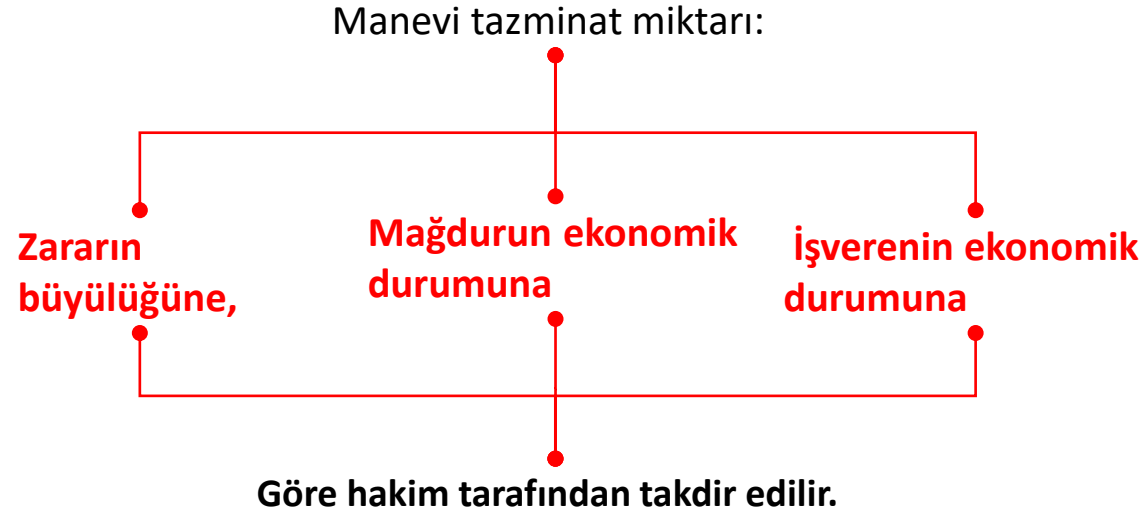 Manevi tazminat miktarı:
Zararın
büyülüğüne,
Mağdurun ekonomik
durumuna
İşverenin ekonomik
durumuna
Göre hakim tarafından takdir edilir.